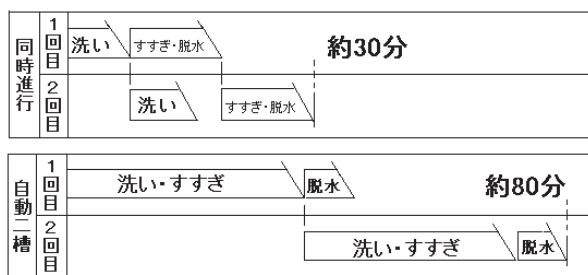 同時進行
1回目
洗い
すすぎ・脱水
約30分
2回目
洗い
すすぎ・脱水
自動二槽
1回目
洗い・すすぎ
脱水
約80分
2回目
洗い・すすぎ
脱水